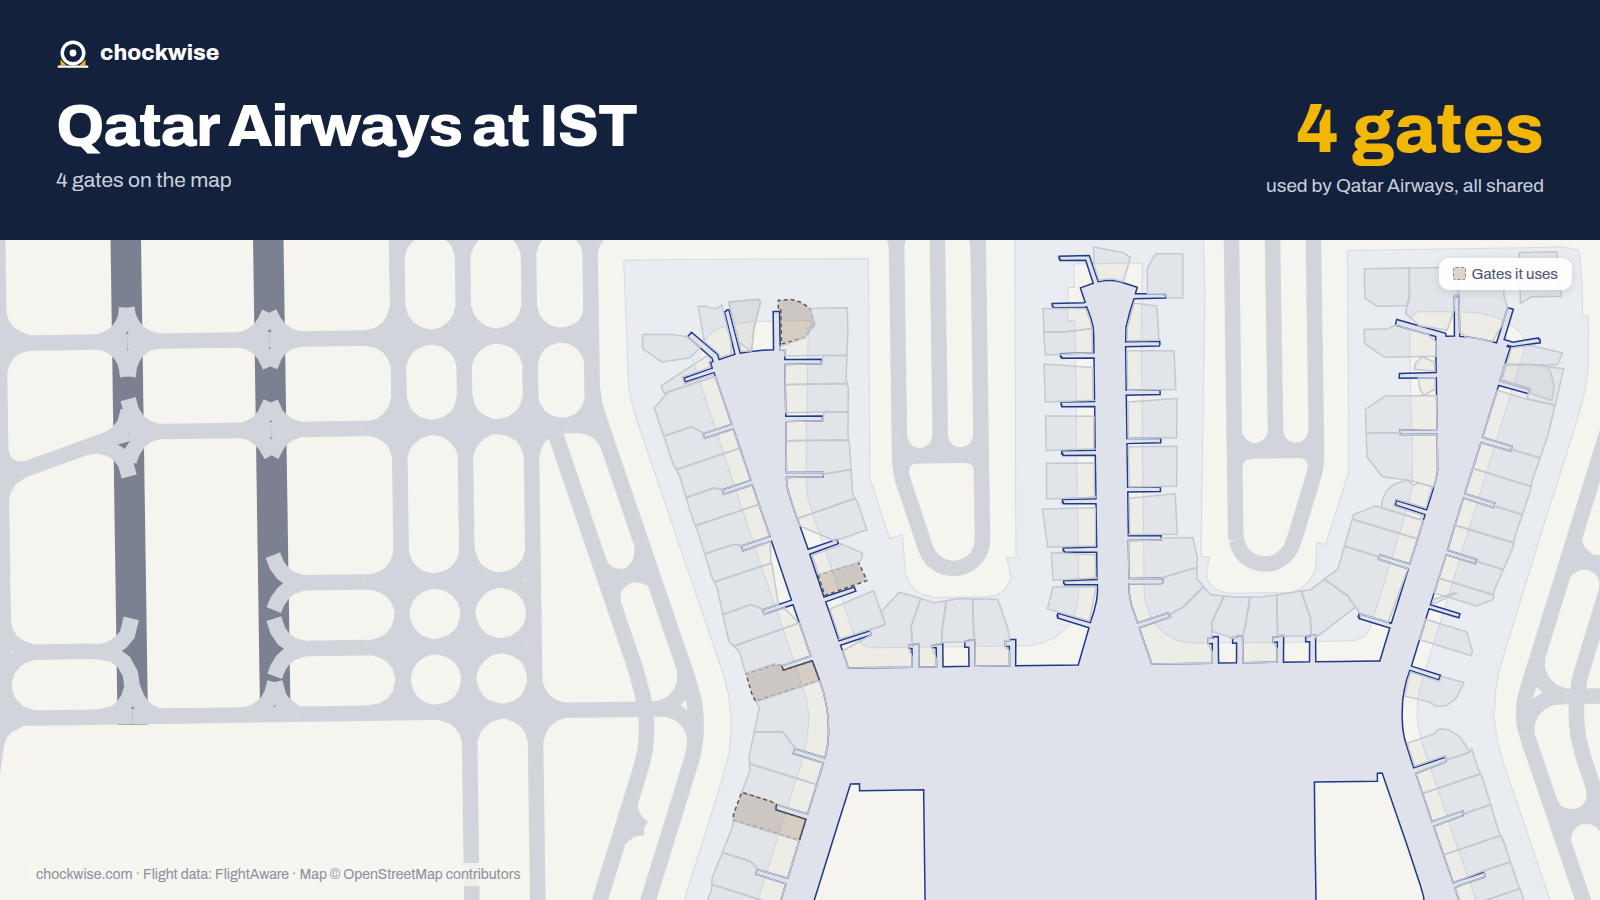 chockwise
Qatar Airways at IST
4 gates on the map
4 gates
used by Qatar Airways, all shared
Gates it uses
chockwise.com · Flight data: FlightAware · Map © OpenStreetMap contributors